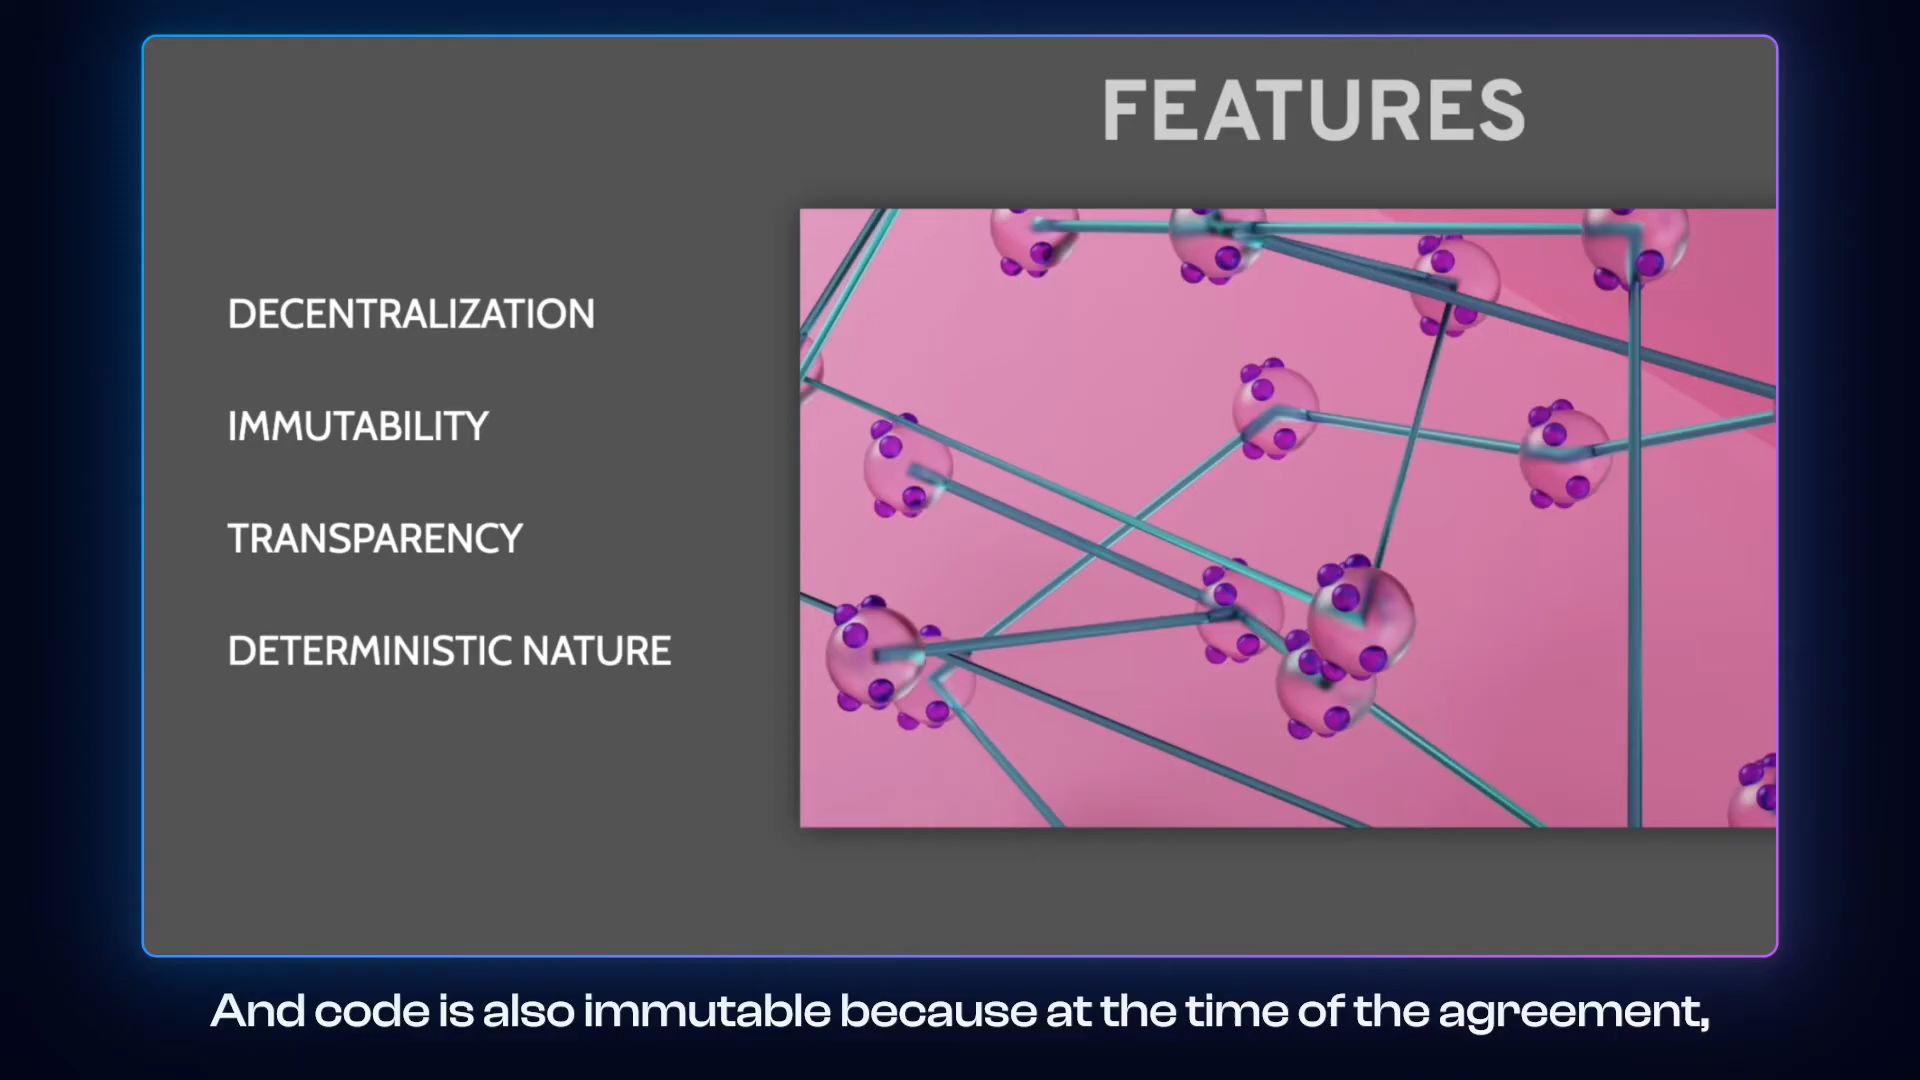 FEATURES
DECENTRALIZATION
IMMUTABILITY
TRANSPARENCY
DETERMINISTIC NATURE
And code is also immutable because at the time of the agreement,